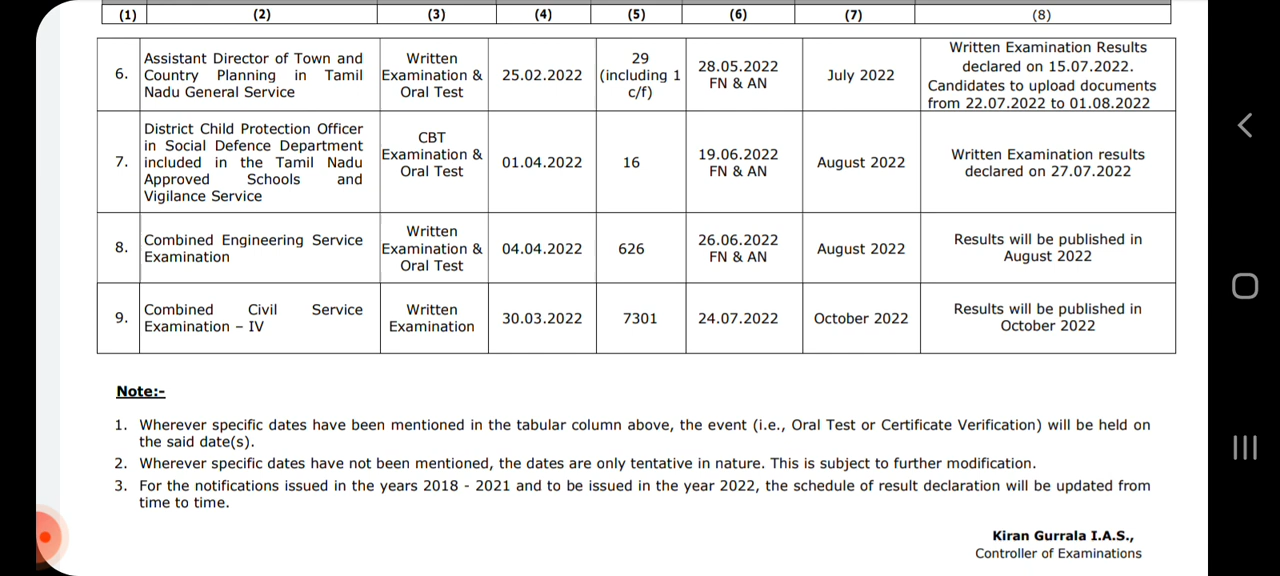 (1) (2) (3) (4) (5) (6) (7) (8)
6. Assistant Director of Town and Country Planning in Tamil Nadu General Service Written Examination & Oral Test 25.02.2022 29 (including 1 c/f) 28.05.2022 FN & AN July 2022 Written Examination Results declared on 15.07.2022. Candidates to upload documents from 22.07.2022 to 01.08.2022
7. District Child Protection Officer in Social Defence Department included in the Tamil Nadu Approved Schools and Vigilance Service CBT Examination & Oral Test 01.04.2022 16 19.06.2022 FN & AN August 2022 Written Examination results declared on 27.07.2022
8. Combined Engineering Service Examination Written Examination & Oral Test 04.04.2022 626 26.06.2022 FN & AN August 2022 Results will be published in August 2022
9. Combined Civil Service Examination – IV Written Examination 30.03.2022 7301 24.07.2022 October 2022 Results will be published in October 2022
Note:-
1. Wherever specific dates have been mentioned in the tabular column above, the event (i.e., Oral Test or Certificate Verification) will be held on
the said date(s).
2. Wherever specific dates have not been mentioned, the dates are only tentative in nature. This is subject to further modification.
3. For the notifications issued in the years 2018 - 2021 and to be issued in the year 2022, the schedule of result declaration will be updated from
time to time.
Kiran Gurrala I.A.S.,
Controller of Examinations